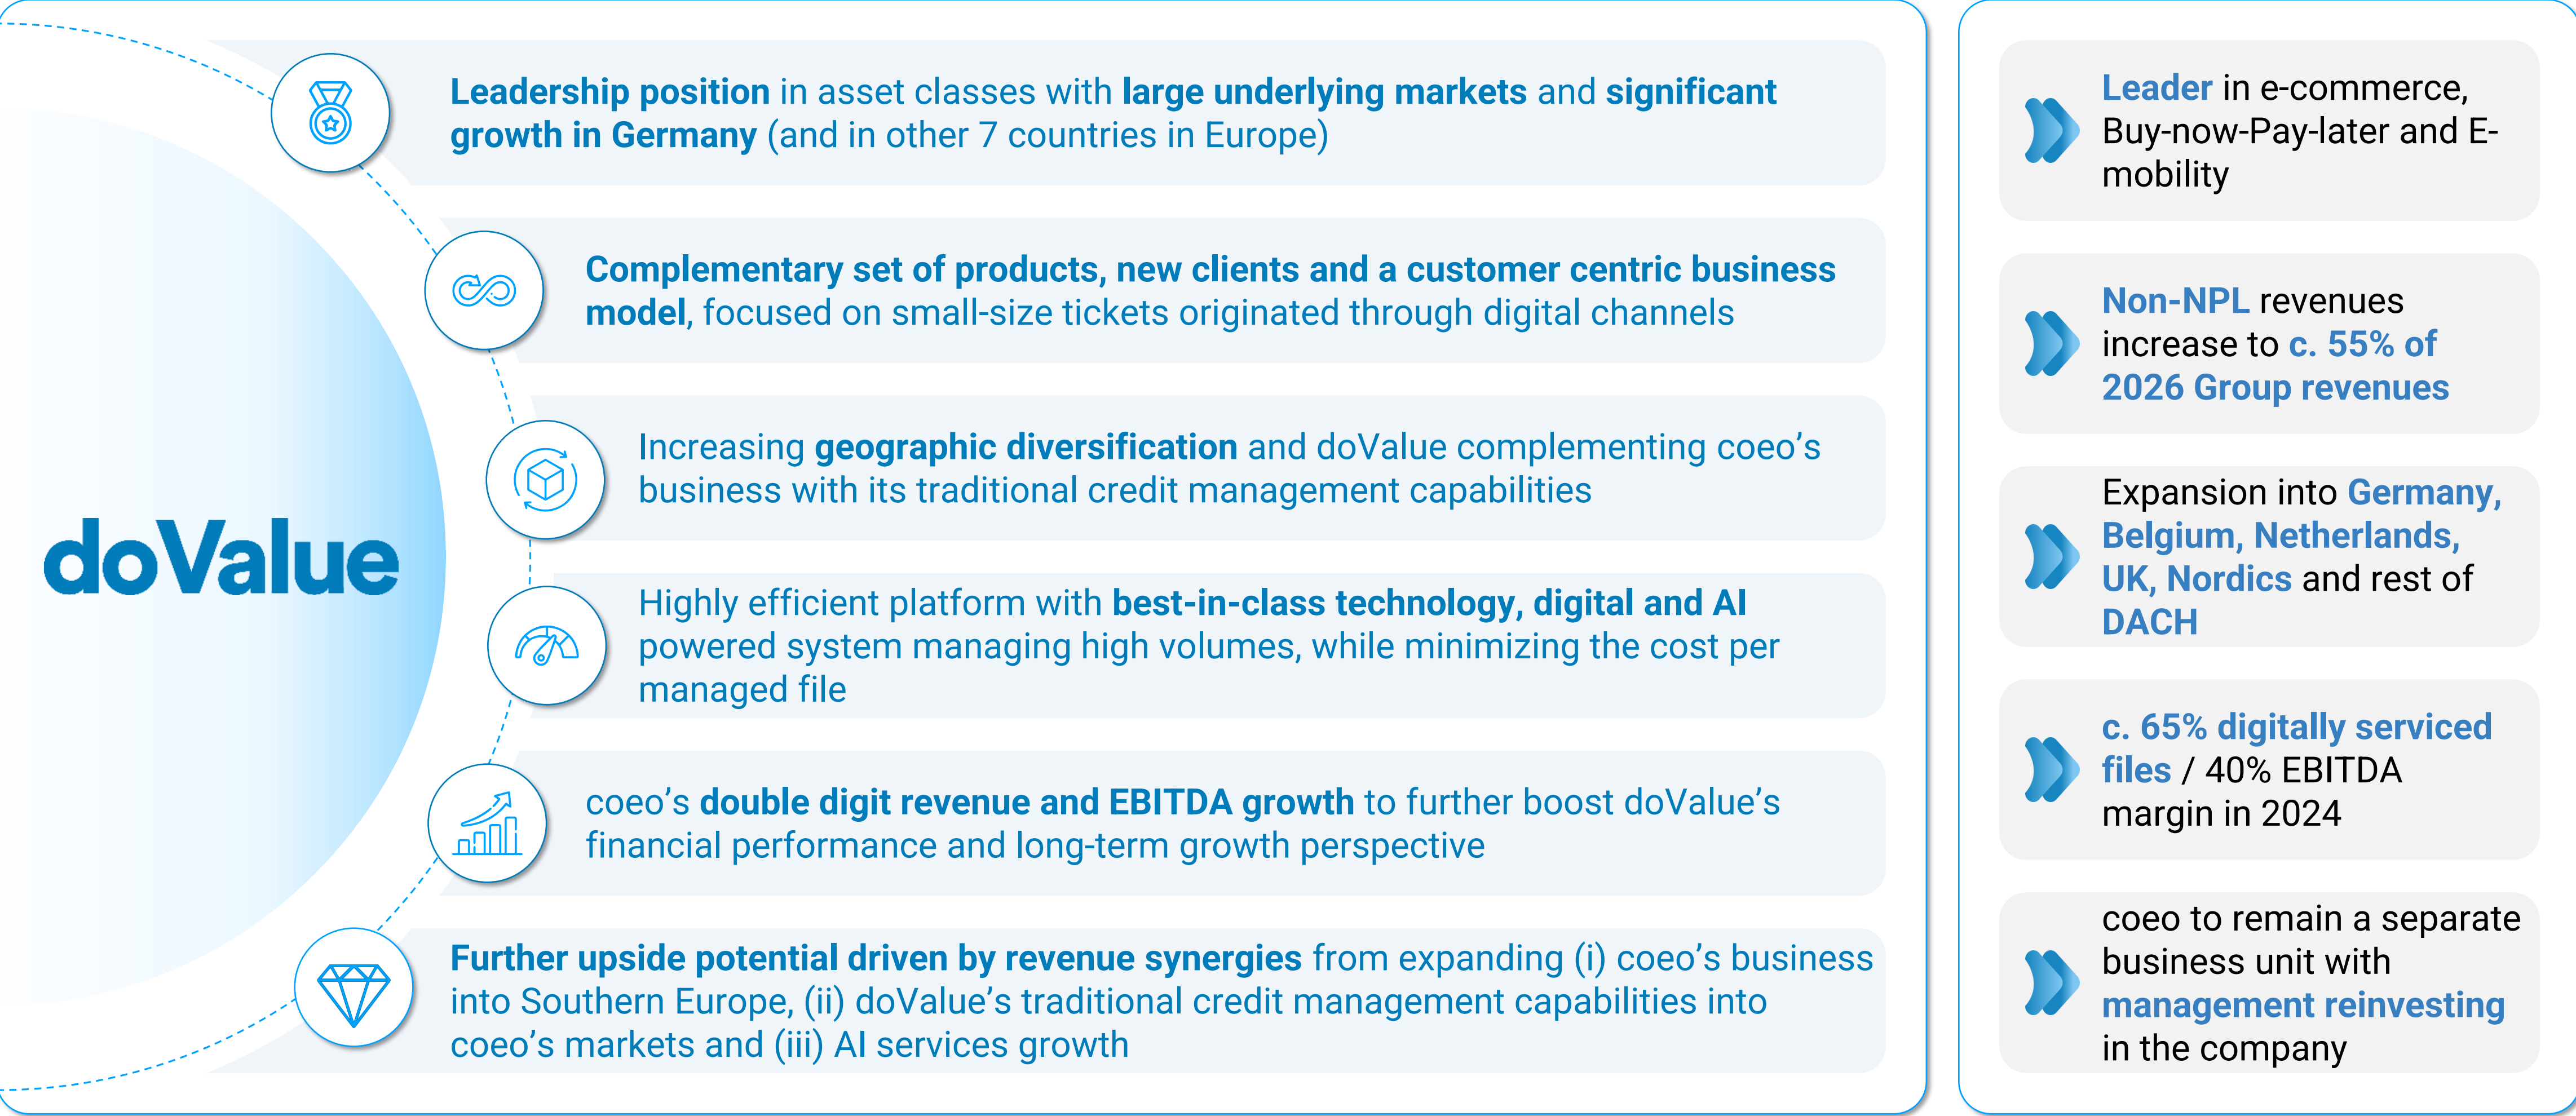 doValue
Leadership position in asset classes with large underlying markets and significant
growth in Germany (and in other 7 countries in Europe)
Complementary set of products, new clients and a customer centric business
model, focused on small-size tickets originated through digital channels
Increasing geographic diversification and doValue complementing coeo’s
business with its traditional credit management capabilities
Highly efficient platform with best-in-class technology, digital and AI
powered system managing high volumes, while minimizing the cost per
managed file
coeo’s double digit revenue and EBITDA growth to further boost doValue’s
financial performance and long-term growth perspective
Further upside potential driven by revenue synergies from expanding (i) coeo’s business
into Southern Europe, (ii) doValue’s traditional credit management capabilities into
coeo’s markets and (iii) AI services growth
Leader in e-commerce,
Buy-now-Pay-later and E-
mobility
Non-NPL revenues
increase to c. 55% of
2026 Group revenues
Expansion into Germany,
Belgium, Netherlands,
UK, Nordics and rest of
DACH
c. 65% digitally serviced
files / 40% EBITDA
margin in 2024
coeo to remain a separate
business unit with
management reinvesting
in the company